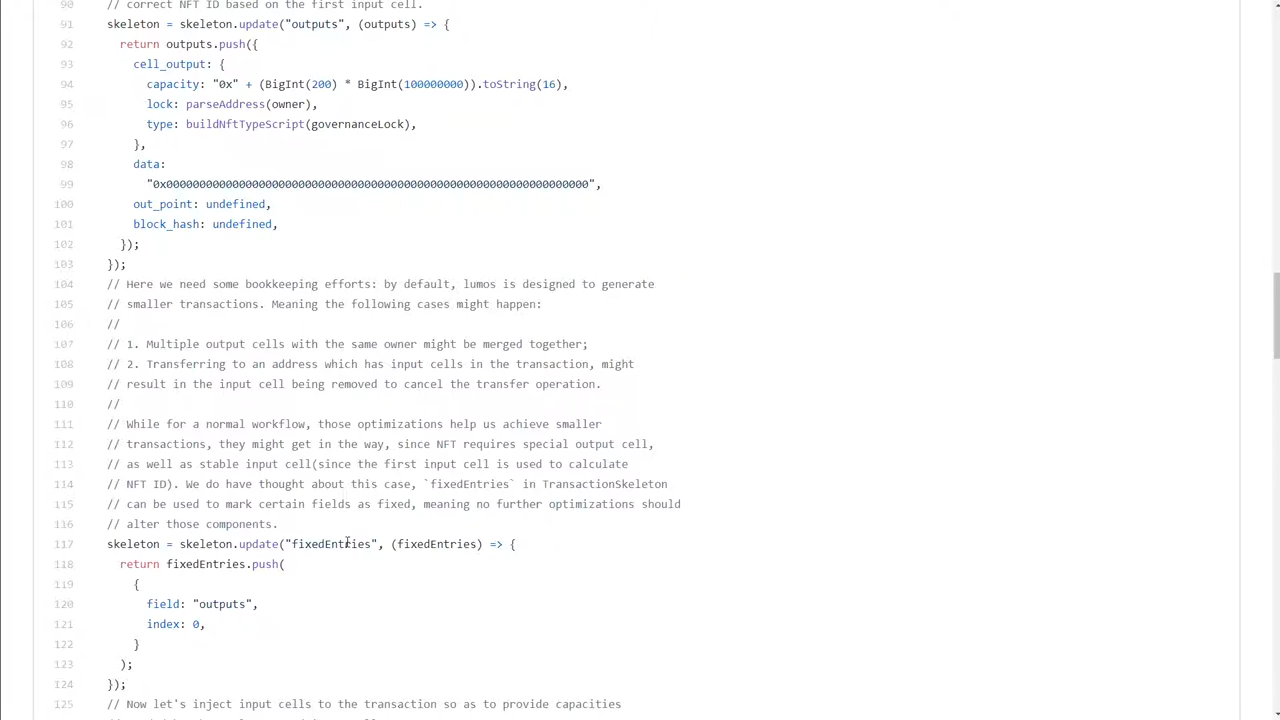 90 // correct NFT ID based on the first input cell.
91 skeleton = skeleton.update("outputs", (outputs) => {
92 return outputs.push({
93 cell_output: {
94 capacity: "0x" + (BigInt(200) * BigInt(100000000)).toString(16),
95 lock: parseAddress(owner),
96 type: buildNftTypeScript(governanceLock),
97 },
98 data:
99 "0x0000000000000000000000000000000000000000000000000000000000000000",
100 out_point: undefined,
101 block_hash: undefined,
102 });
103 });
104 // Here we need some bookkeeping efforts: by default, lumos is designed to generate
105 // smaller transactions. Meaning the following cases might happen:
106 //
107 // 1. Multiple output cells with the same owner might be merged together;
108 // 2. Transferring to an address which has input cells in the transaction, might
109 // result in the input cell being removed to cancel the transfer operation.
110 //
111 // While for a normal workflow, those optimizations help us achieve smaller
112 // transactions, they might get in the way, since NFT requires special output cell,
113 // as well as stable input cell(since the first input cell is used to calculate
114 // NFT ID). We do have thought about this case, `fixedEntries` in TransactionSkeleton
115 // can be used to mark certain fields as fixed, meaning no further optimizations should
116 // alter those components.
117 skeleton = skeleton.update("fixedEntries", (fixedEntries) => {
118 return fixedEntries.push(
119 {
120 field: "outputs",
121 index: 0,
122 }
123 );
124 });
125 // Now let's inject input cells to the transaction so as to provide capacities